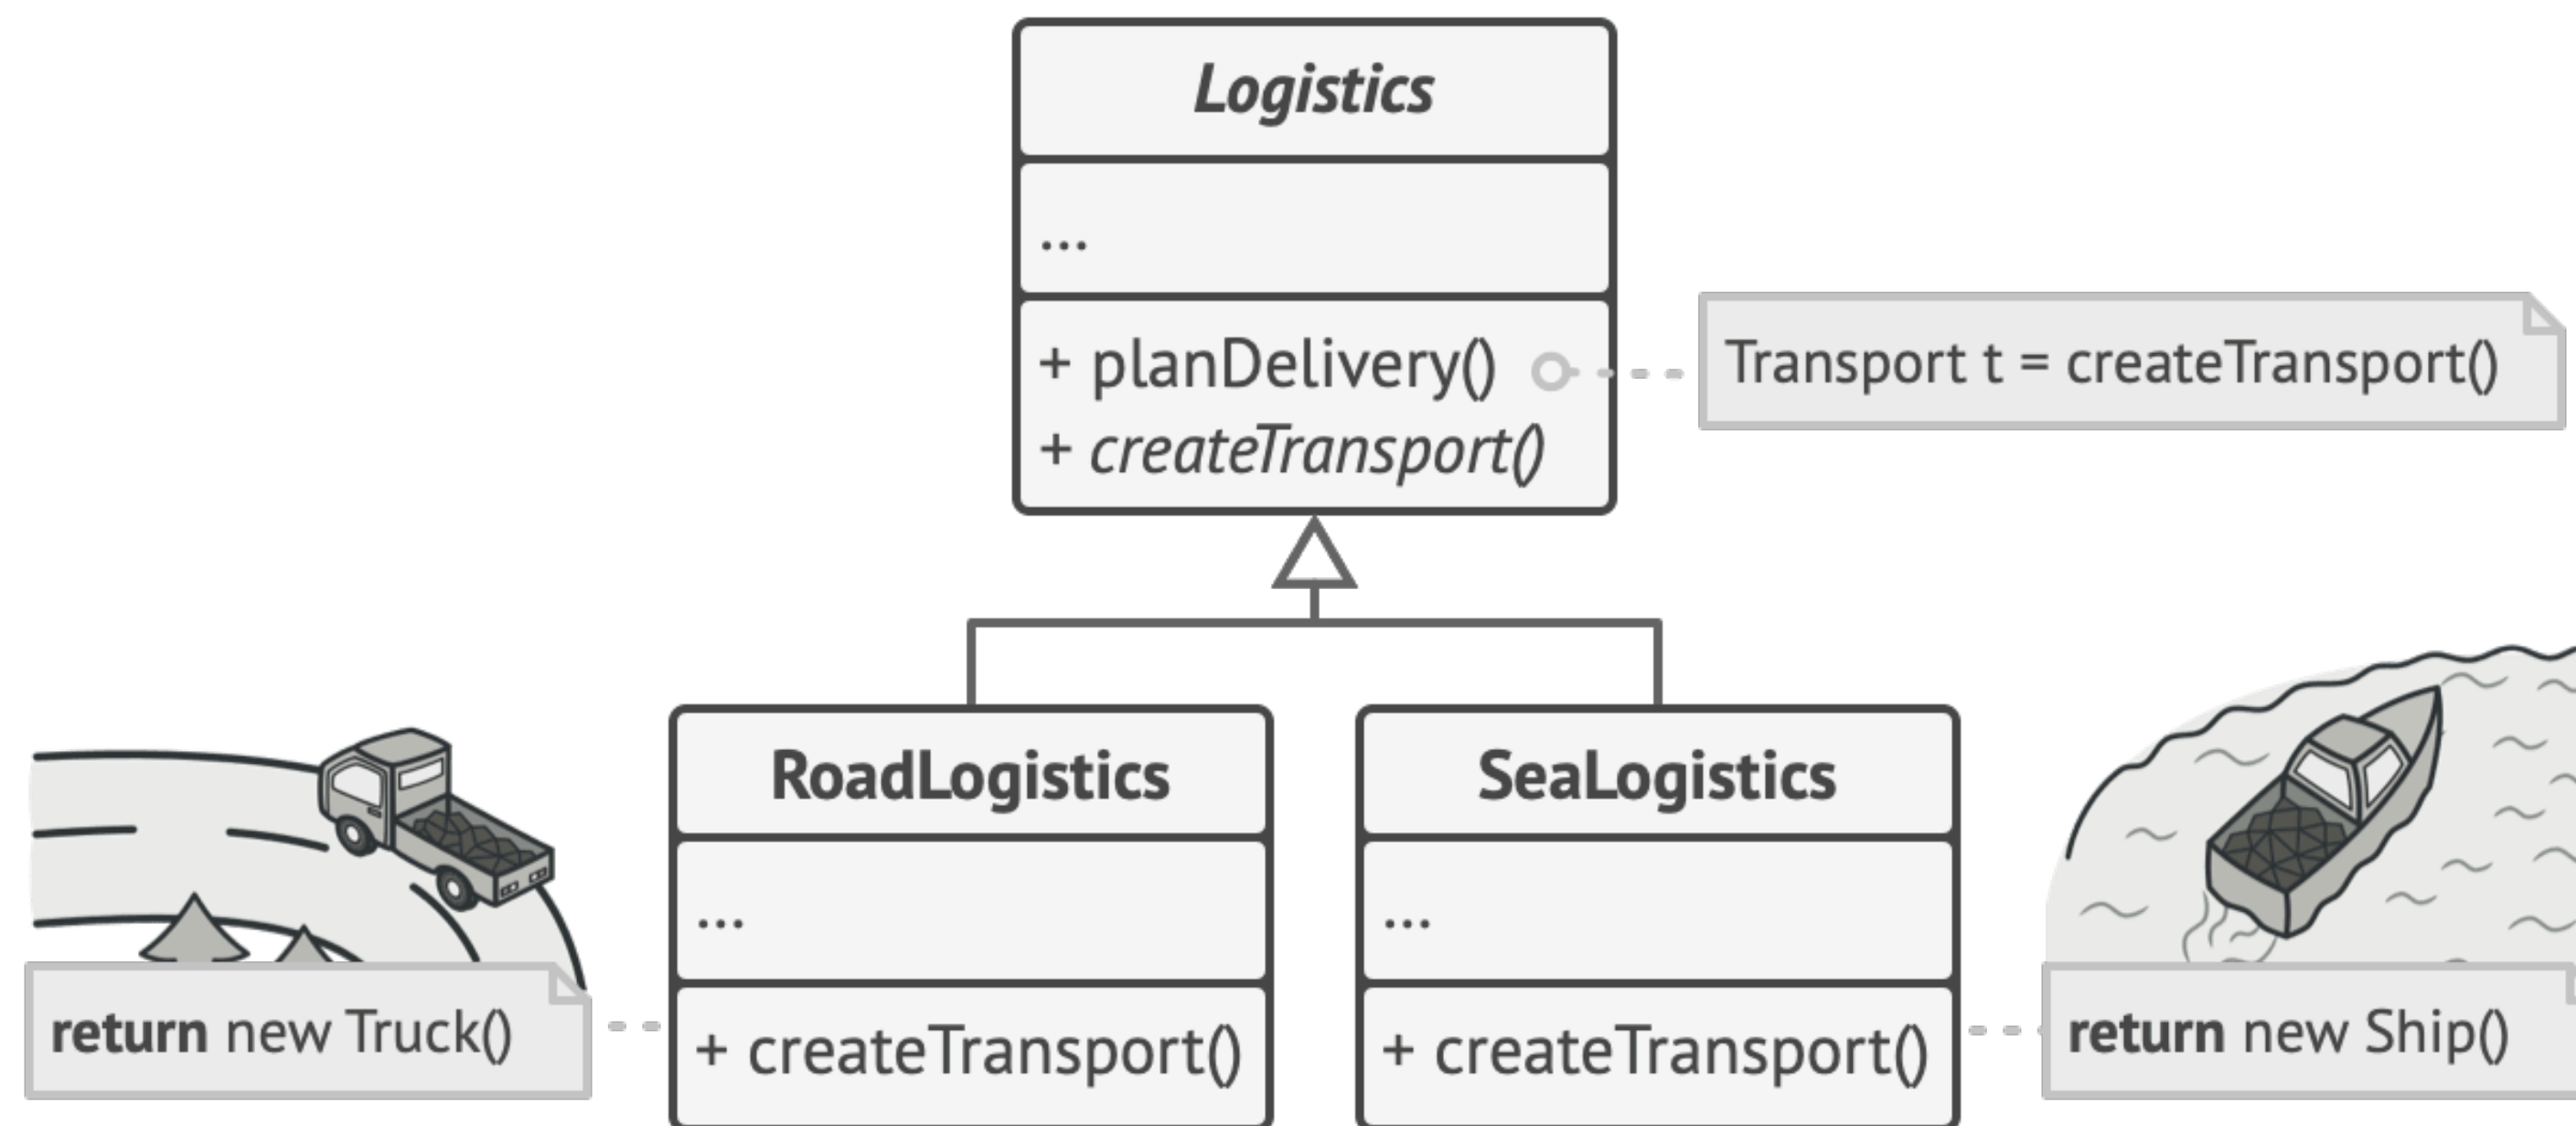 Logistics
...
+ planDelivery()
+ createTransport()
Transport t = createTransport()
RoadLogistics
...
+ createTransport()
SeaLogistics
...
+ createTransport()
return new Truck()
return new Ship()